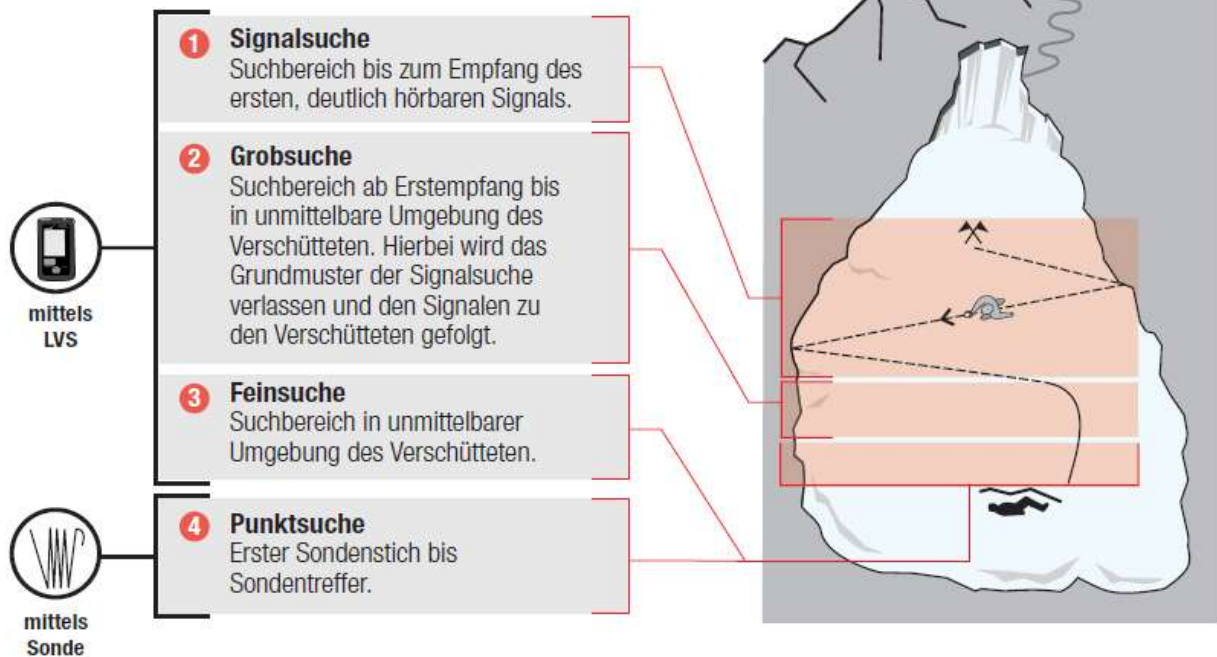 1 Signalsuche
Suchbereich bis zum Empfang des
ersten, deutlich hörbaren Signals.
2 Grobsuche
Suchbereich ab Erstempfang bis
in unmittelbare Umgebung des
Verschütteten. Hierbei wird das
Grundmuster der Signalsuche
verlassen und den Signalen zu
den Verschütteten gefolgt.
mittels
LVS
3 Feinsuche
Suchbereich in unmittelbarer
Umgebung des Verschütteten.
4 Punktsuche
Erster Sondenstich bis
Sondentreffer.
mittels
Sonde